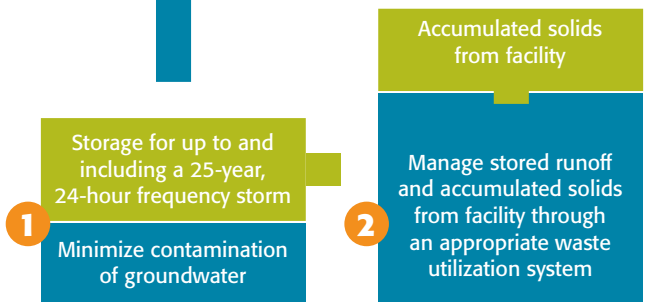 Storage for up to and
including a 25-year,
24-hour frequency storm
1
Minimize contamination
of groundwater
Accumulated solids
from facility
2
Manage stored runoff
and accumulated solids
from facility through
an appropriate waste
utilization system